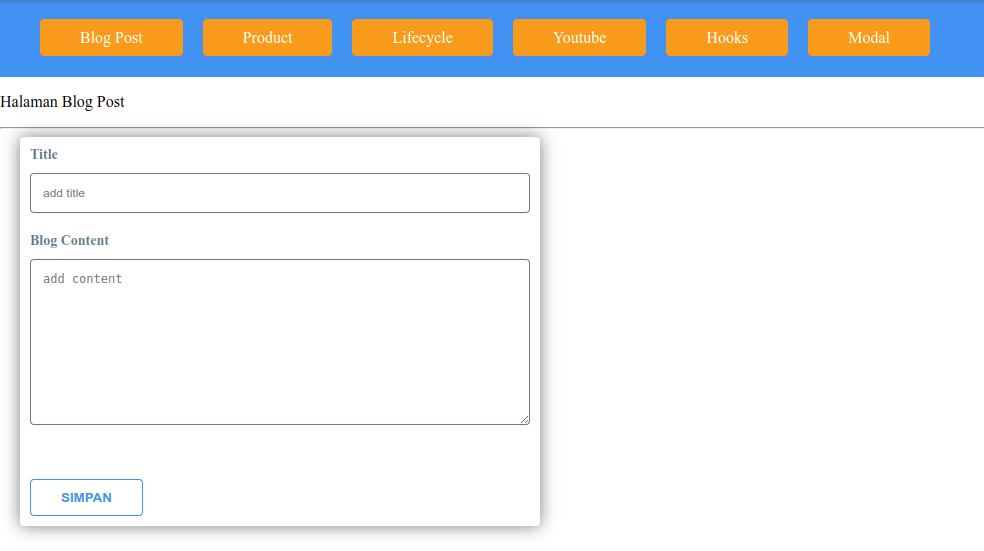 Blog Post Product Lifecycle Youtube Hooks Modal
Halaman Blog Post
Title
add title
Blog Content
add content
SIMPAN